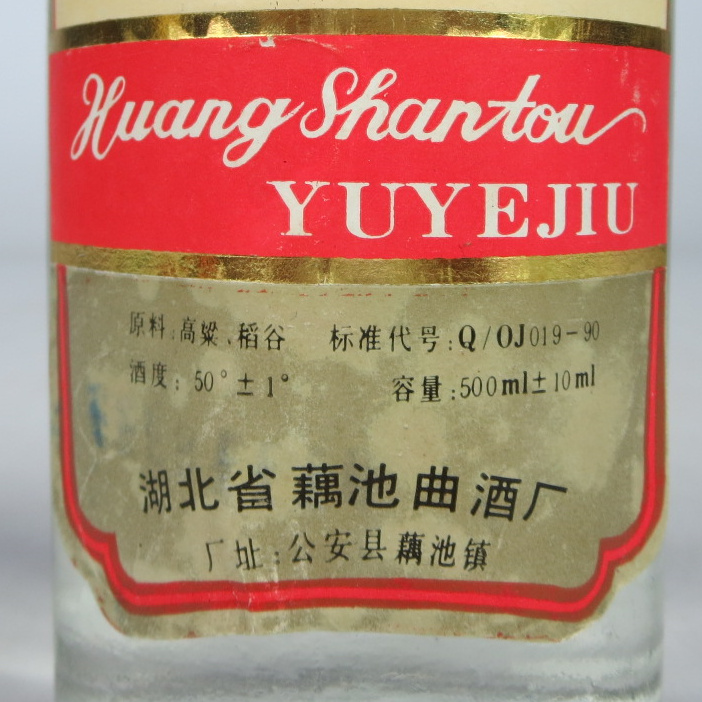 Huang Shantou
YUYEJIU
原料:高粱、稻谷 标准代号:Q/OJ019-90
酒度:50°±1° 容量:500ml±10ml
湖北省藕池曲酒厂
厂址:公安县藕池镇